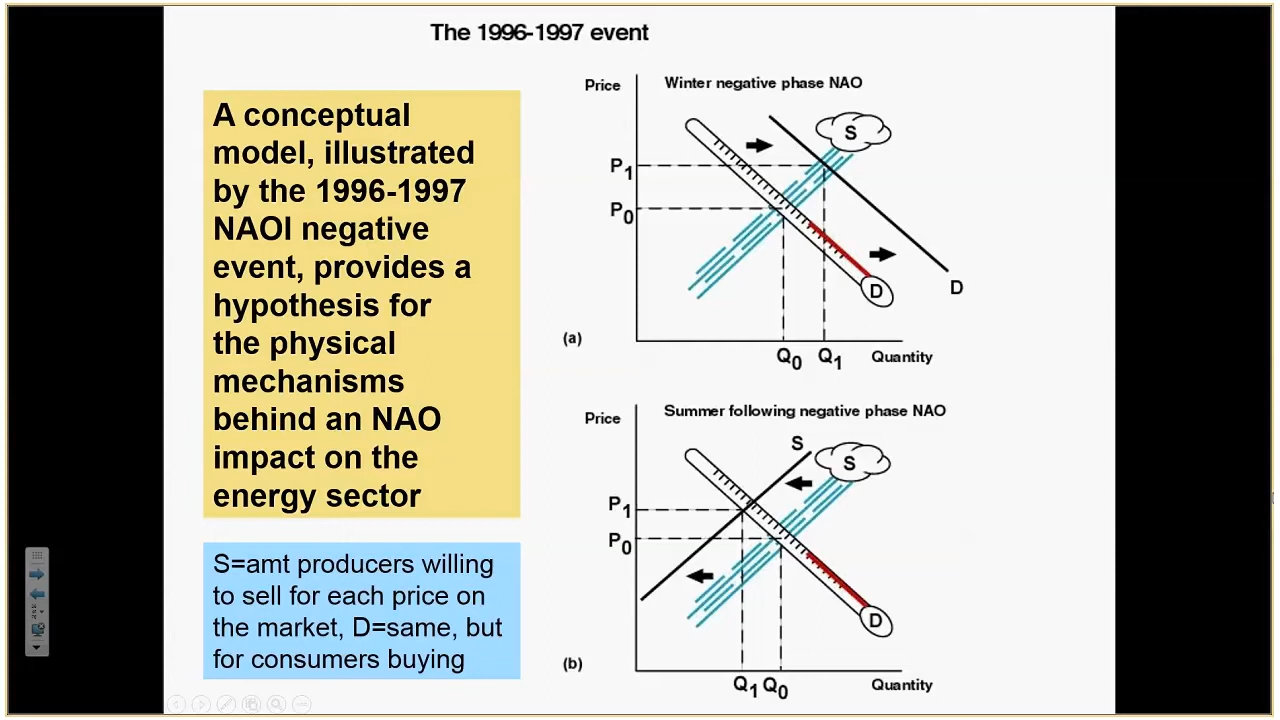 The 1996-1997 event
A conceptual
model, illustrated
by the 1996-1997
NAOI negative
event, provides a
hypothesis for
the physical
mechanisms
behind an NAO
impact on the
energy sector
S=amt producers willing
to sell for each price on
the market, D=same, but
for consumers buying
Price
Winter negative phase NAO
S
P1
P0
D
D
(a)
Q0
Q1
Quantity
Price
Summer following negative phase NAO
S
S
P1
P0
D
(b)
Q1
Q0
Quantity